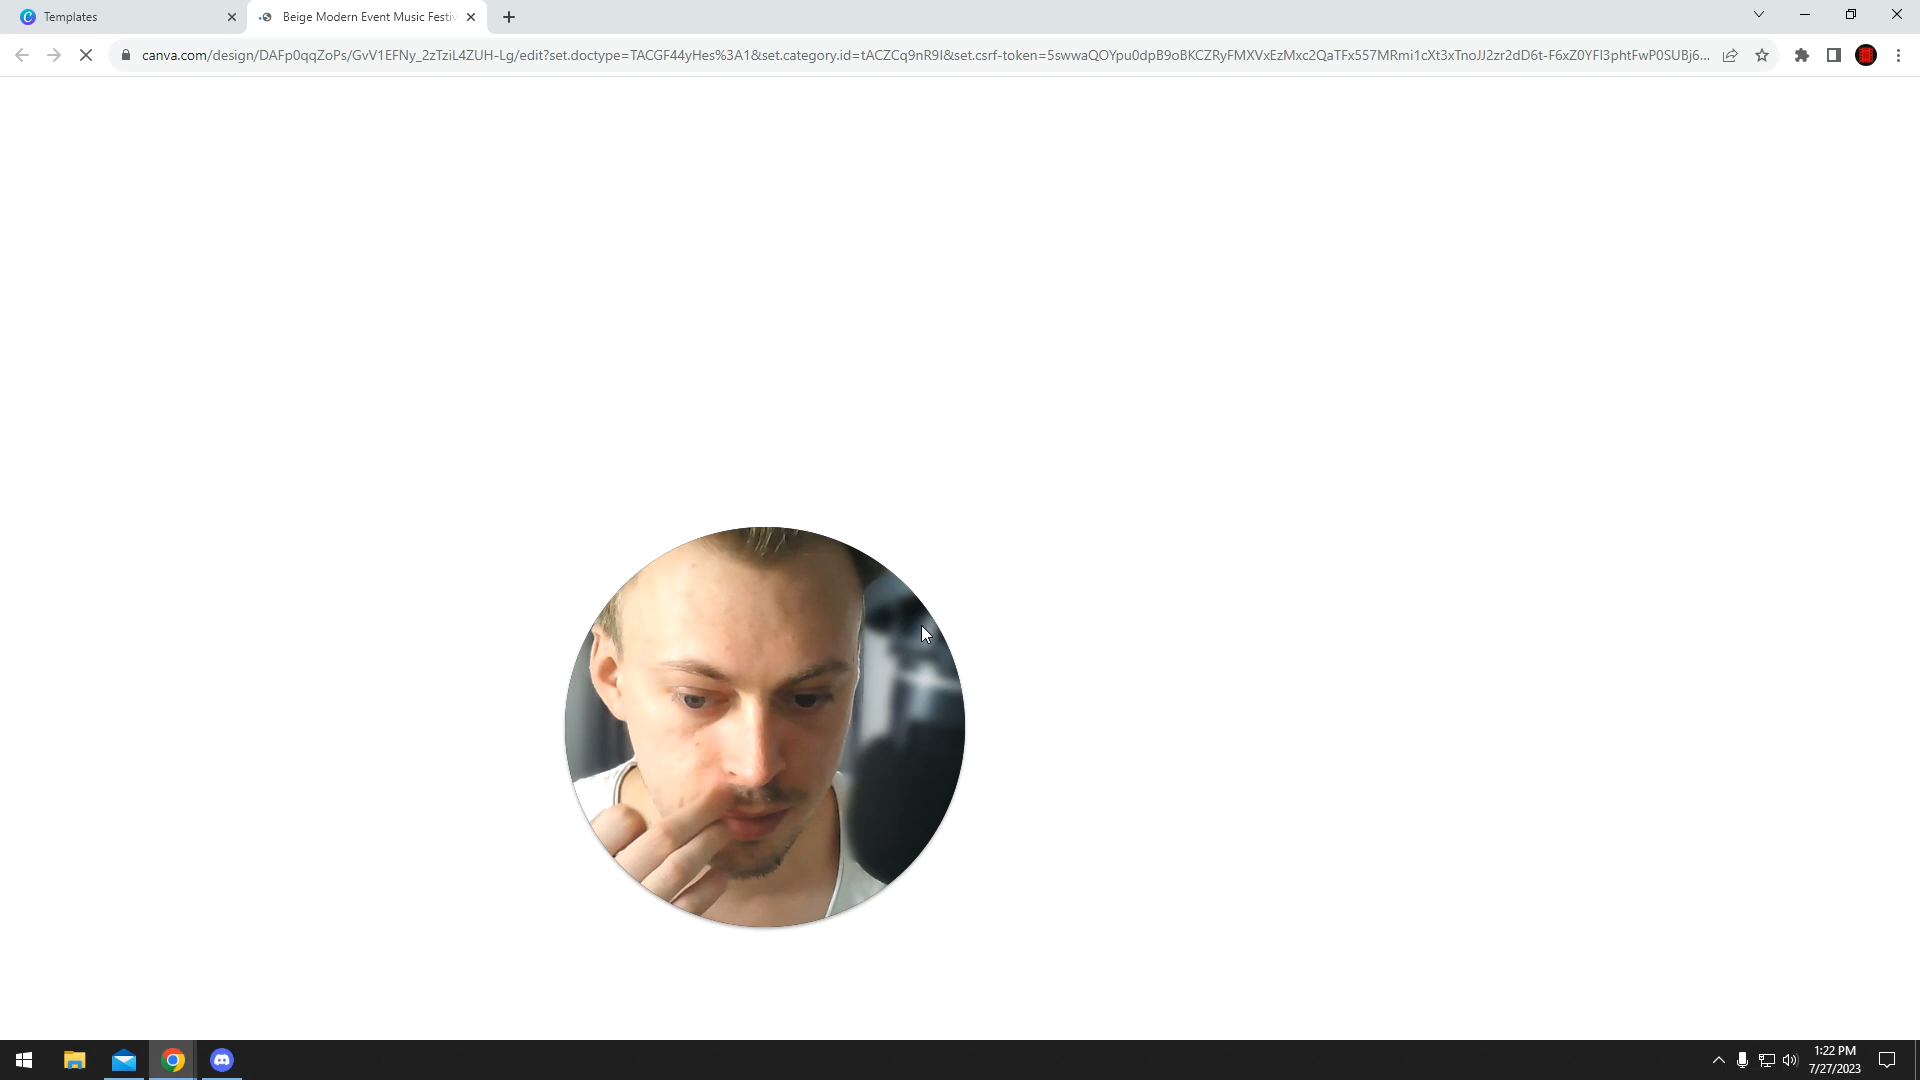 Templates
Beige Modern Event Music Festiv
canva.com/design/DAFp0qqZoPs/GvV1EFNy_2zTziL4ZUH-Lg/edit?set.doctype=TACGF44yHes%3A1&set.category.id=tACZCq9nR9I&set.csrf-token=5swwaQOYpu0dpB9oBKCZRyFMXVxEzMxc2QaTFx557MRmi1cXt3xTnoJJ2zr2dD6t-F6xZ0YFI3phtFwP0SUBj6...
1:22 PM
7/27/2023